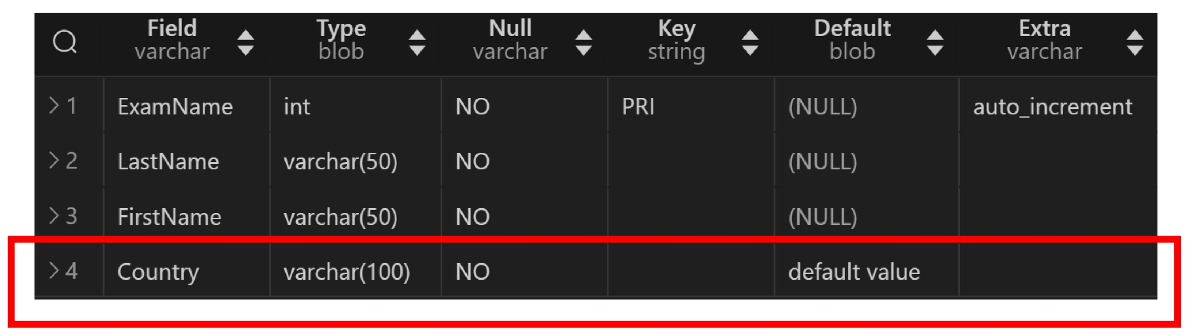 Field Type Null Key Default Extra
varchar blob varchar string blob varchar
1 ExamName int NO PRI (NULL) auto_increment
2 LastName varchar(50) NO (NULL)
3 FirstName varchar(50) NO (NULL)
4 Country varchar(100) NO default value